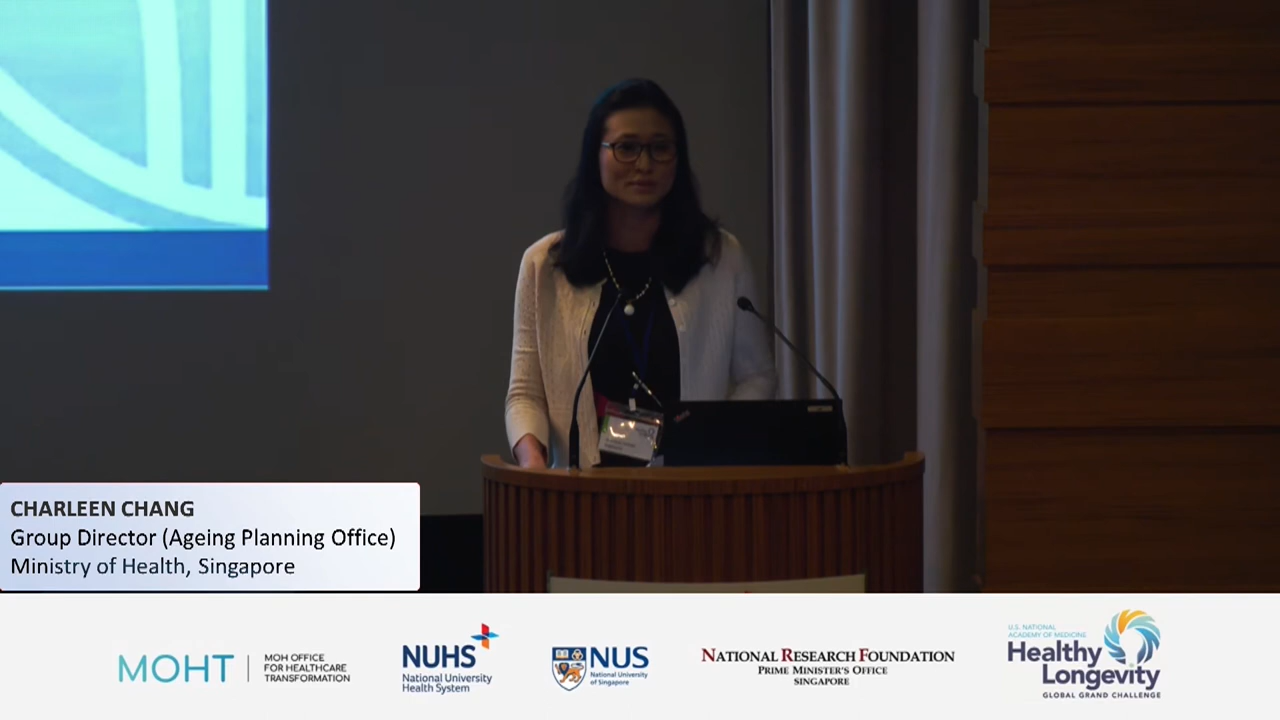 CHARLEEN CHANG
Group Director (Ageing Planning Office)
Ministry of Health, Singapore
MOHT
MOH OFFICE
FOR HEALTHCARE
TRANSFORMATION
NUHS
National University
Health System
NUS
National University
of Singapore
NATIONAL RESEARCH FOUNDATION
PRIME MINISTER'S OFFICE
SINGAPORE
U.S. NATIONAL
ACADEMY OF MEDICINE
Healthy
Longevity
GLOBAL GRAND CHALLENGE